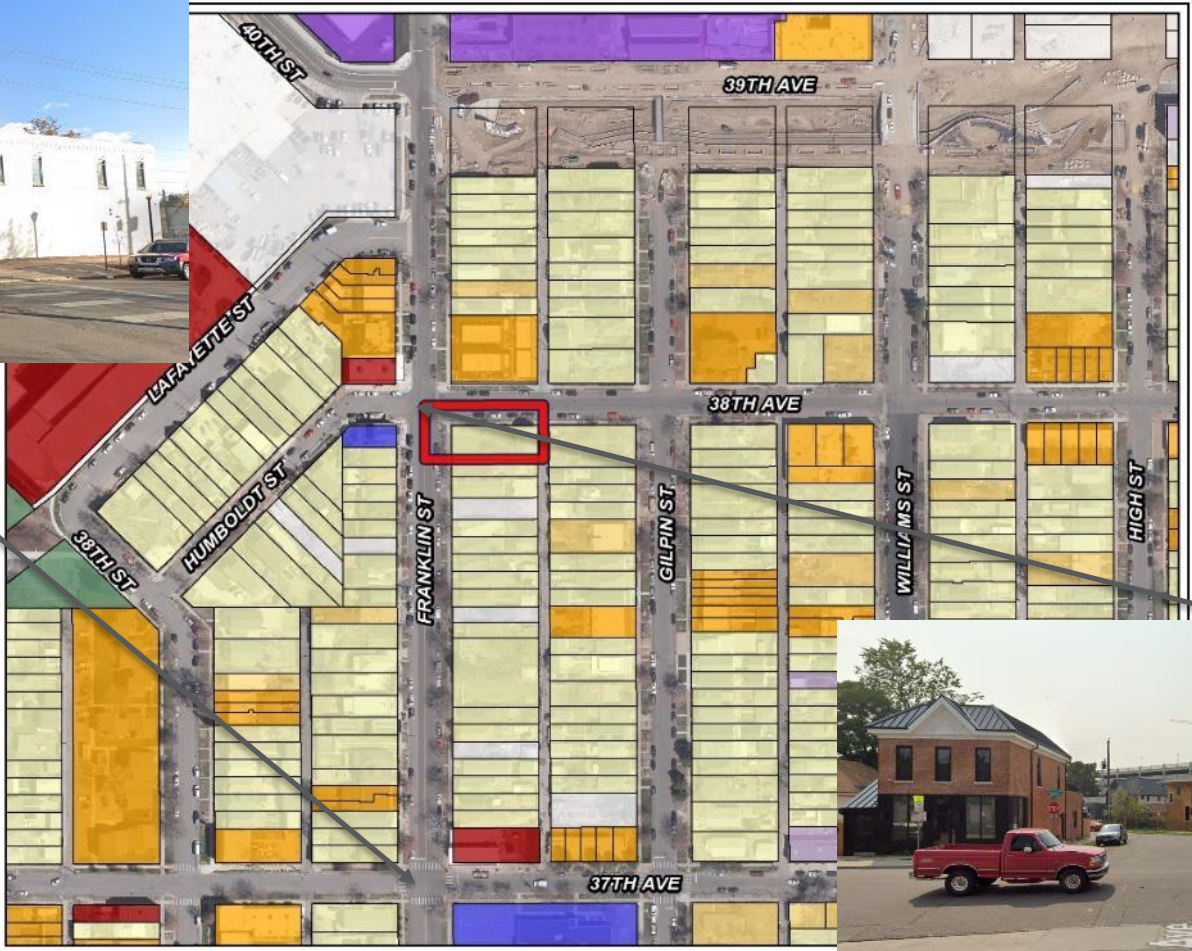 40TH ST
39TH AVE
LAFAYETTE ST
38TH AVE
HUMBOLDT ST
38TH ST
FRANKLIN ST
GILPIN ST
WILLIAMS ST
HIGH ST
37TH AVE
Ave